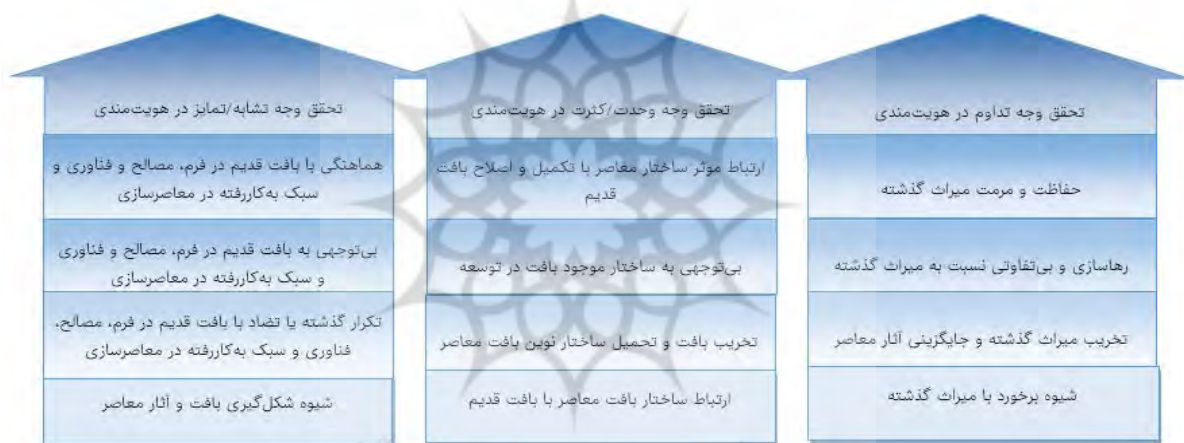 تحقق وجه تداوم در هویت‌مندی
حفاظت و مرمت میراث گذشته
رهاسازی و بی‌تفاوتی نسبت به میراث گذشته
تخریب میراث گذشته و جایگزینی آثار معاصر
شیوه برخورد با میراث گذشته
تحقق وجه وحدت/کثرت در هویت‌مندی
ارتباط موثر ساختار معاصر با تکمیل و اصلاح بافت
قدیم
بی‌توجهی به ساختار موجود بافت در توسعه
تخریب بافت و تحمیل ساختار نوین بافت معاصر
ارتباط ساختار بافت معاصر با بافت قدیم
تحقق وجه تشابه/تمایز در هویت‌مندی
هماهنگی با بافت قدیم در فرم، مصالح و فناوری و
سبک به‌کاررفته در معاصرسازی
بی‌توجهی به بافت قدیم در فرم، مصالح و فناوری
و سبک به‌کاررفته در معاصرسازی
تکرار گذشته یا تضاد با بافت قدیم در فرم، مصالح،
فناوری و سبک به‌کاررفته در معاصرسازی
شیوه شکل‌گیری بافت و آثار معاصر